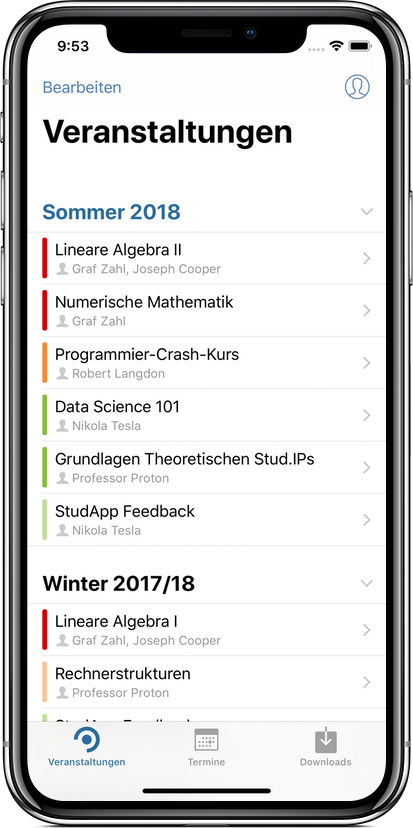 9:53
Bearbeiten
Veranstaltungen
Sommer 2018
Lineare Algebra II
Graf Zahl, Joseph Cooper
Numerische Mathematik
Graf Zahl
Programmier-Crash-Kurs
Robert Langdon
Data Science 101
Nikola Tesla
Grundlagen Theoretischen Stud.IPs
Professor Proton
StudApp Feedback
Nikola Tesla
Winter 2017/18
Lineare Algebra I
Graf Zahl, Joseph Cooper
Rechnerstrukturen
Professor Proton
Veranstaltungen
Termine
Downloads